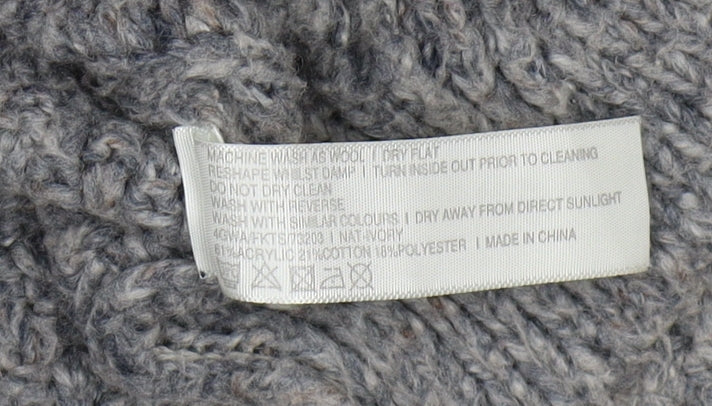 MACHINE WASH AS WOOL | DRY FLAT
RESHAPE WHILST DAMP | TURN INSIDE OUT PRIOR TO CLEANING
DO NOT DRY CLEAN
WASH WITH REVERSE
WASH WITH SIMILAR COLOURS | DRY AWAY FROM DIRECT SUNLIGHT
4GWA/FKTS/73203 | NAT-IVORY
61%ACRYLIC 21%COTTON 18%POLYESTER | MADE IN CHINA